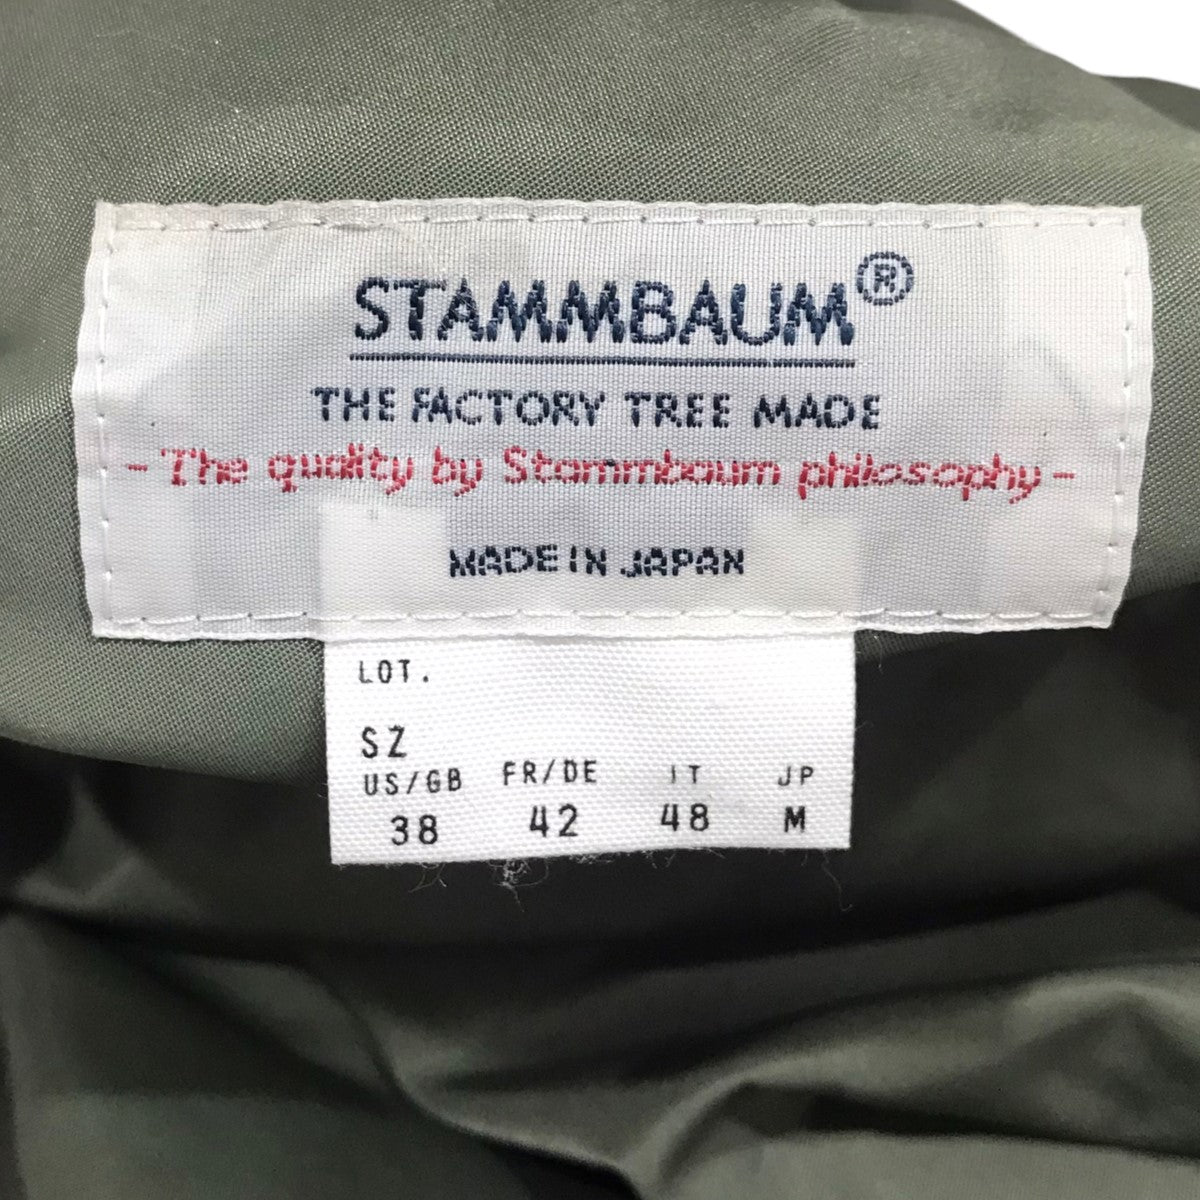 STAMMBAUM®
THE FACTORY TREE MADE
-The quality by Stammbaum philosophy-
MADE IN JAPAN
LOT.
SZ
US/GB FR/DE IT JP
38 42 48 M